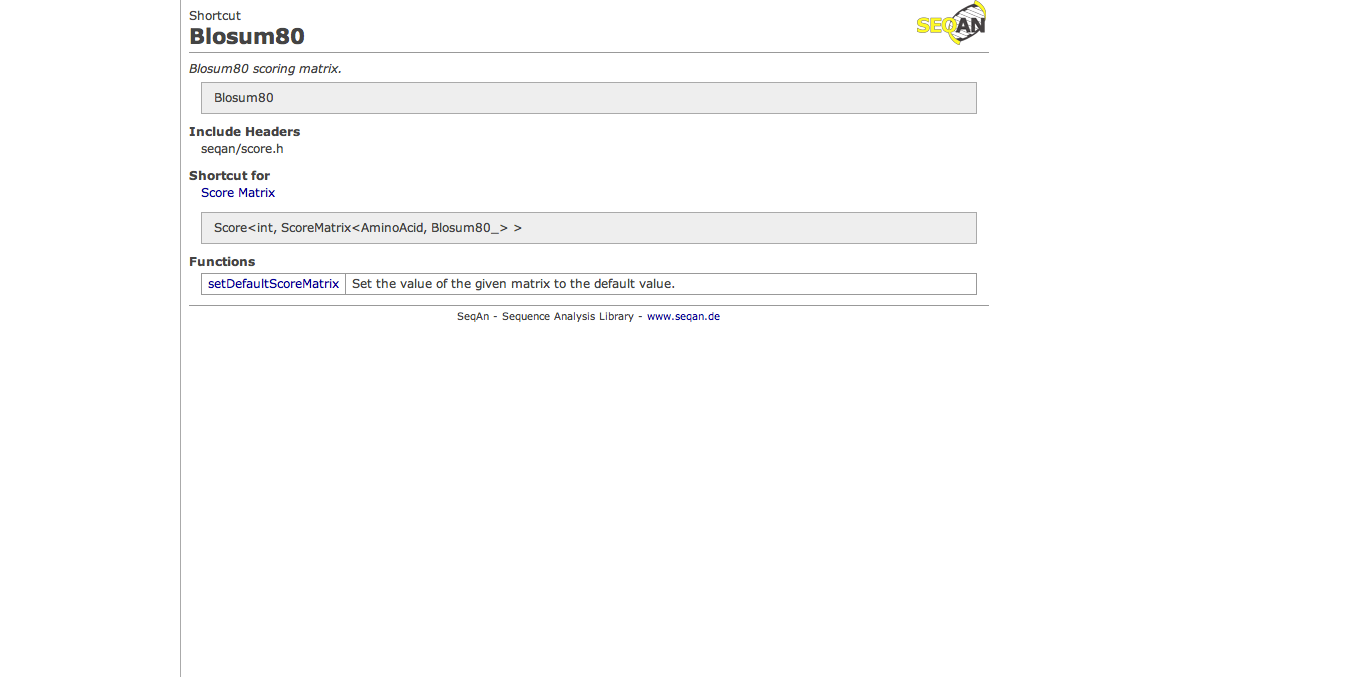 Shortcut
SEQAN
Blosum80
Blosum80 scoring matrix.
Blosum80
Include Headers
seqan/score.h
Shortcut for
Score Matrix
Score<int, ScoreMatrix<AminoAcid, Blosum80_> >
Functions
setDefaultScoreMatrix Set the value of the given matrix to the default value.
SeqAn - Sequence Analysis Library - www.seqan.de